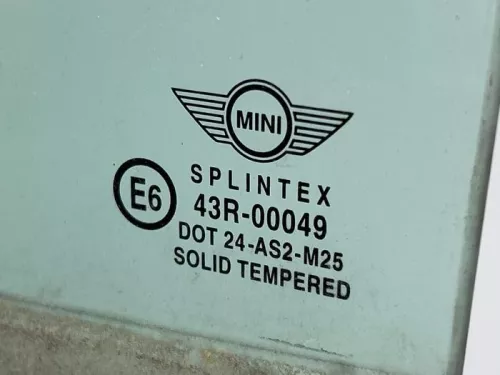 MINI
SPLINTEX
E6
43R-00049
DOT 24-AS2-M25
SOLID TEMPERED